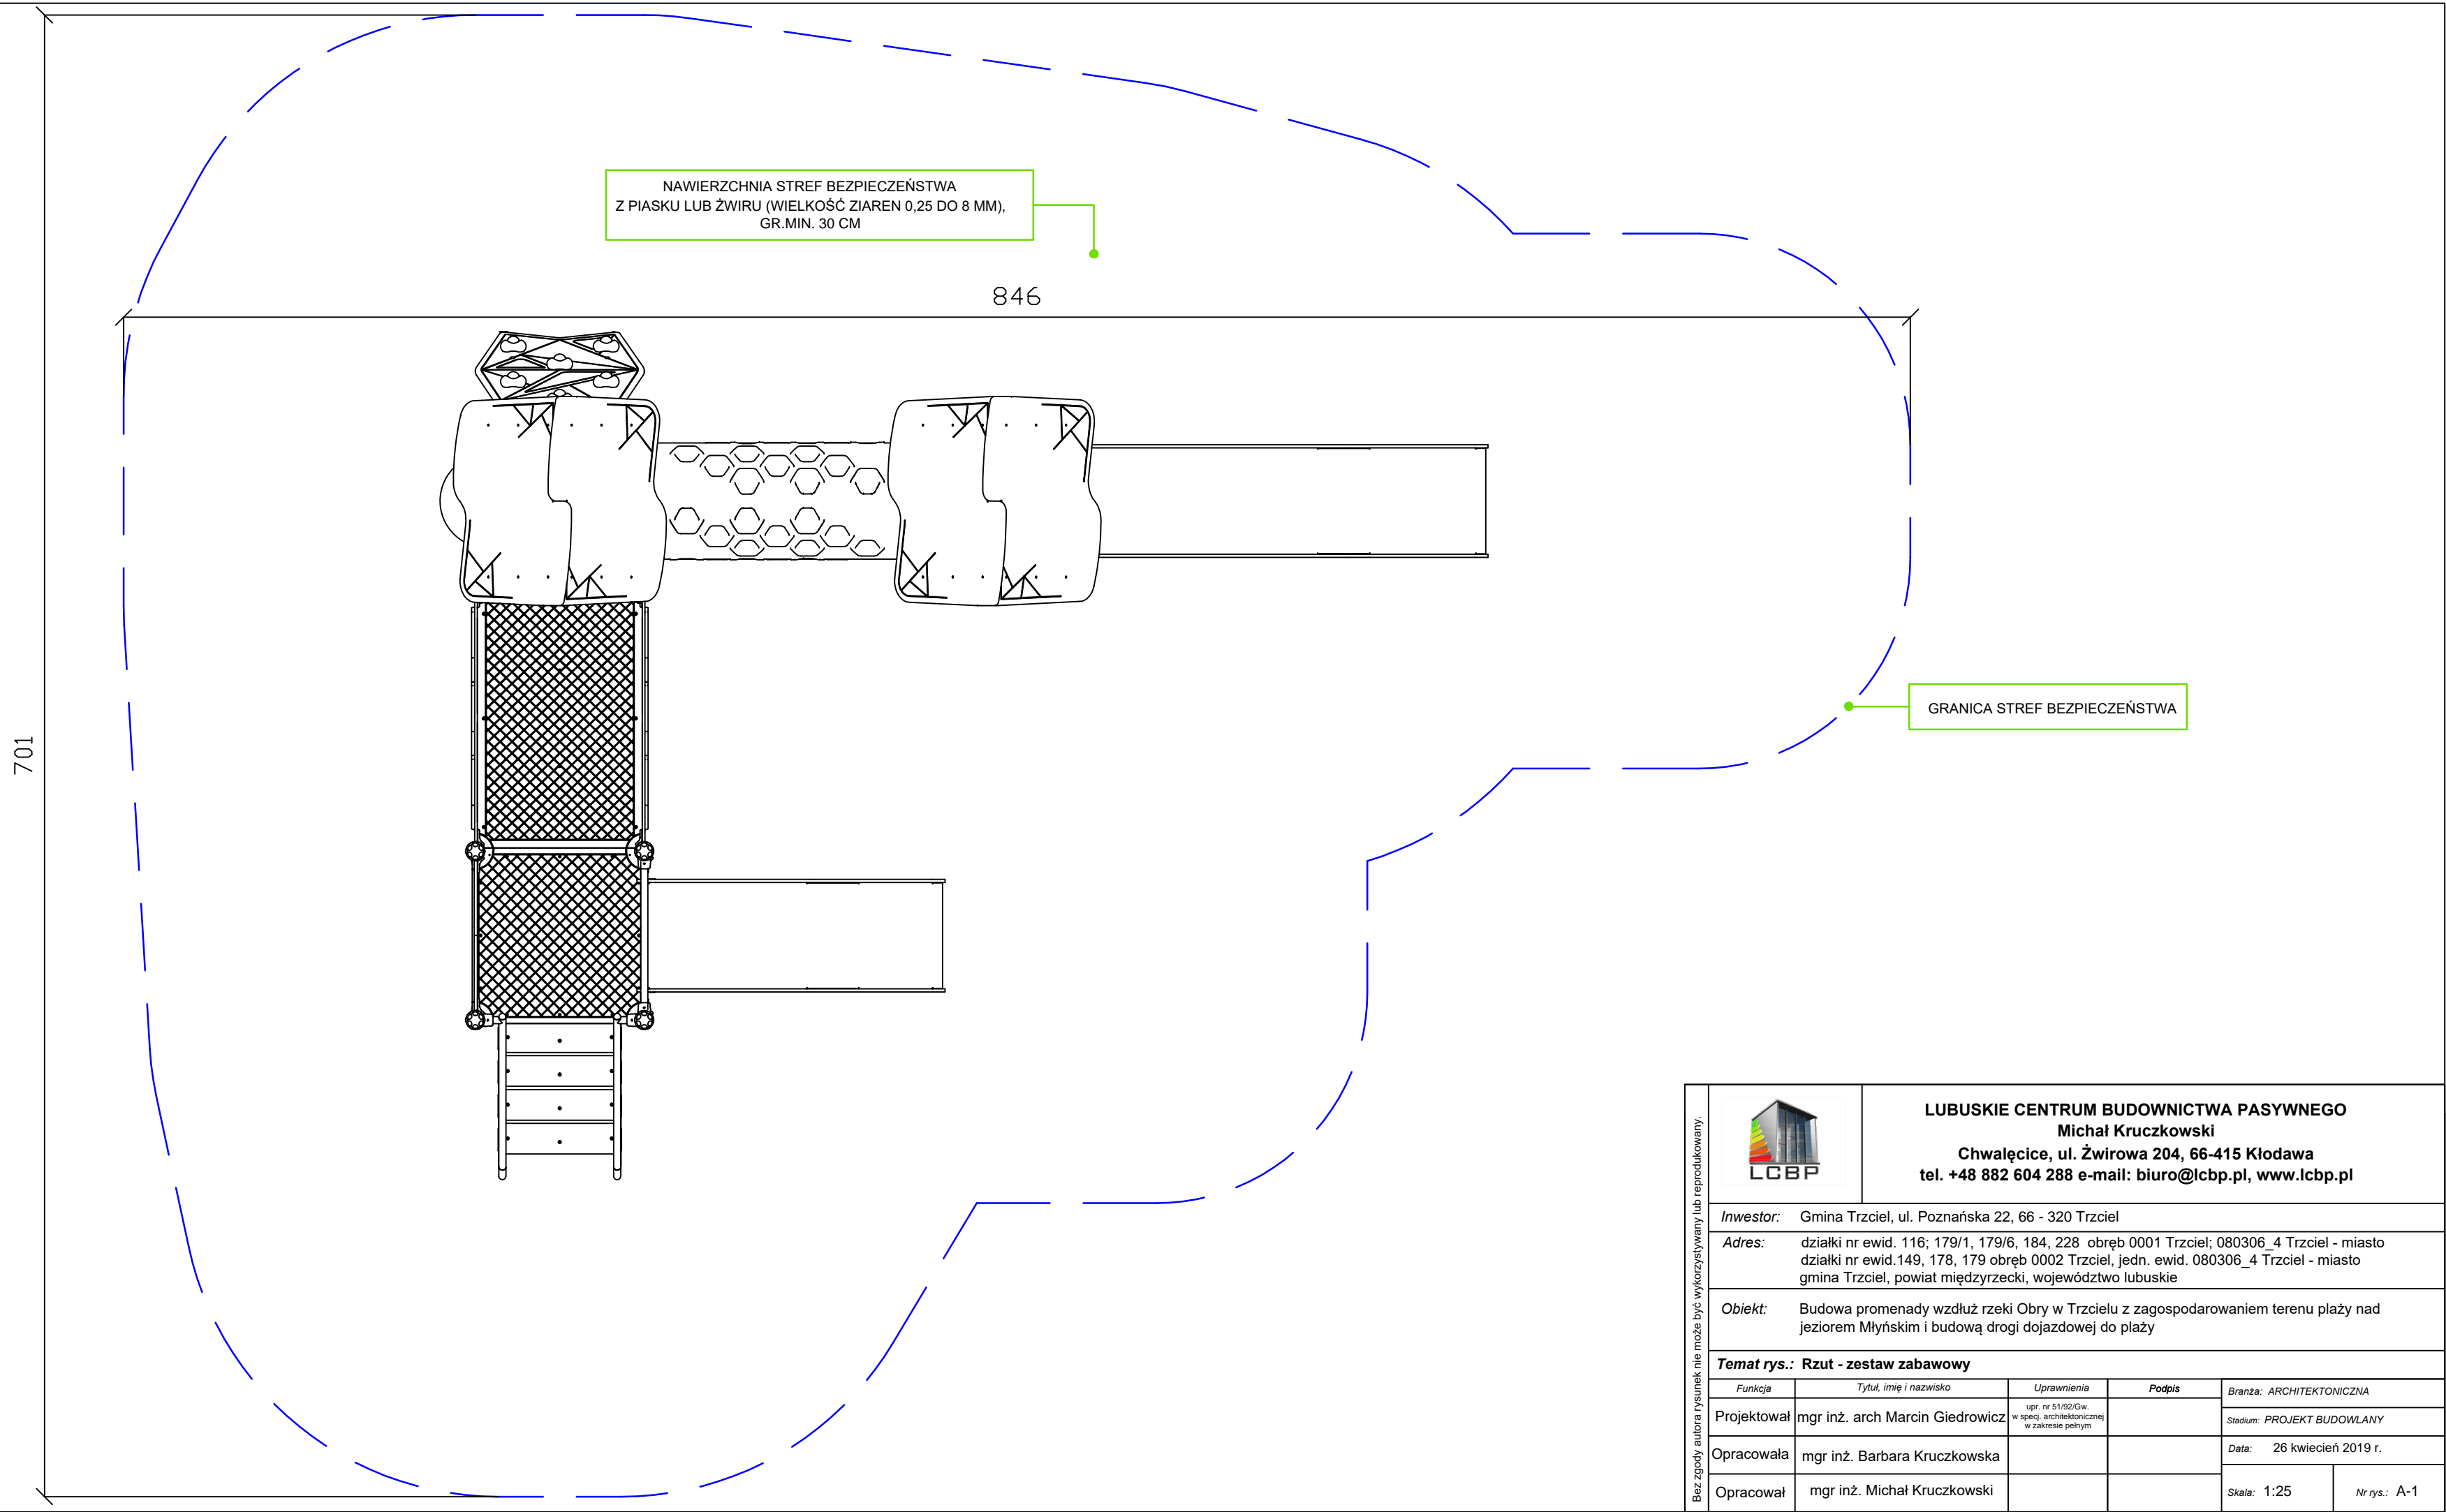 NAWIERZCHNIA STREF BEZPIECZEŃSTWA
Z PIASKU LUB ŻWIRU (WIELKOŚĆ ZIAREN 0,25 DO 8 MM),
GR.MIN. 30 CM
846
701
GRANICA STREF BEZPIECZEŃSTWA
Bez zgody autora rysunek nie może być wykorzystywany lub reprodukowany.
LCBP
LUBUSKIE CENTRUM BUDOWNICTWA PASYWNEGO
Michał Kruczkowski
Chwalęcice, ul. Żwirowa 204, 66-415 Kłodawa
tel. +48 882 604 288 e-mail: biuro@lcbp.pl, www.lcbp.pl
Inwestor: Gmina Trzciel, ul. Poznańska 22, 66 - 320 Trzciel
Adres: działki nr ewid. 116; 179/1, 179/6, 184, 228 obręb 0001 Trzciel; 080306_4 Trzciel - miasto
działki nr ewid.149, 178, 179 obręb 0002 Trzciel, jedn. ewid. 080306_4 Trzciel - miasto
gmina Trzciel, powiat międzyrzecki, województwo lubuskie
Obiekt: Budowa promenady wzdłuż rzeki Obry w Trzcielu z zagospodarowaniem terenu plaży nad
jeziorem Młyńskim i budową drogi dojazdowej do plaży
Temat rys.: Rzut - zestaw zabawowy
Funkcja Tytuł, imię i nazwisko Uprawnienia Podpis Branża: ARCHITEKTONICZNA
Projektował mgr inż. arch Marcin Giedrowicz
upr. nr 51/92/Gw.
w specj. architektonicznej
w zakresie pełnym
Stadium: PROJEKT BUDOWLANY
Opracowała mgr inż. Barbara Kruczkowska
Data: 26 kwiecień 2019 r.
Opracował mgr inż. Michał Kruczkowski
Skala: 1:25 Nr rys.: A-1